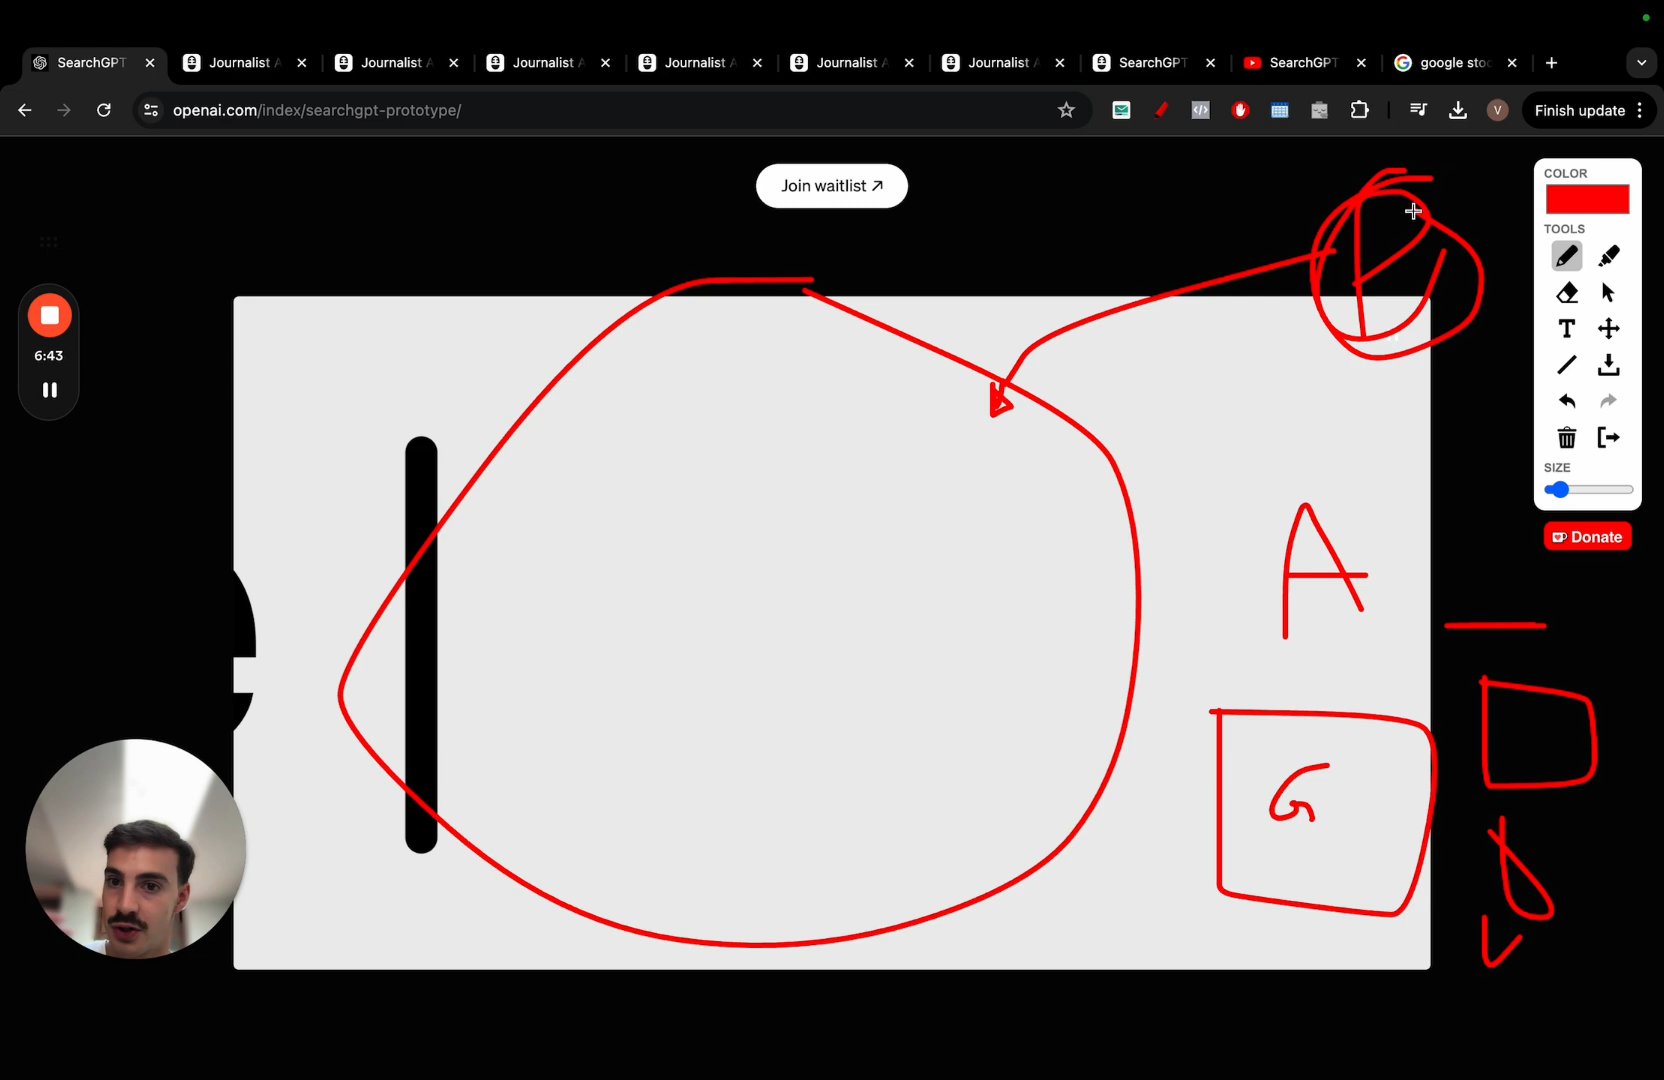 SearchGPT
Journalist A
Journalist A
Journalist A
Journalist A
Journalist A
Journalist A
SearchGPT
SearchGPT
google stoc
openai.com/index/searchgpt-prototype/
V
Finish update
Join waitlist ↗
COLOR
TOOLS
T
SIZE
Donate
6:43
A
G